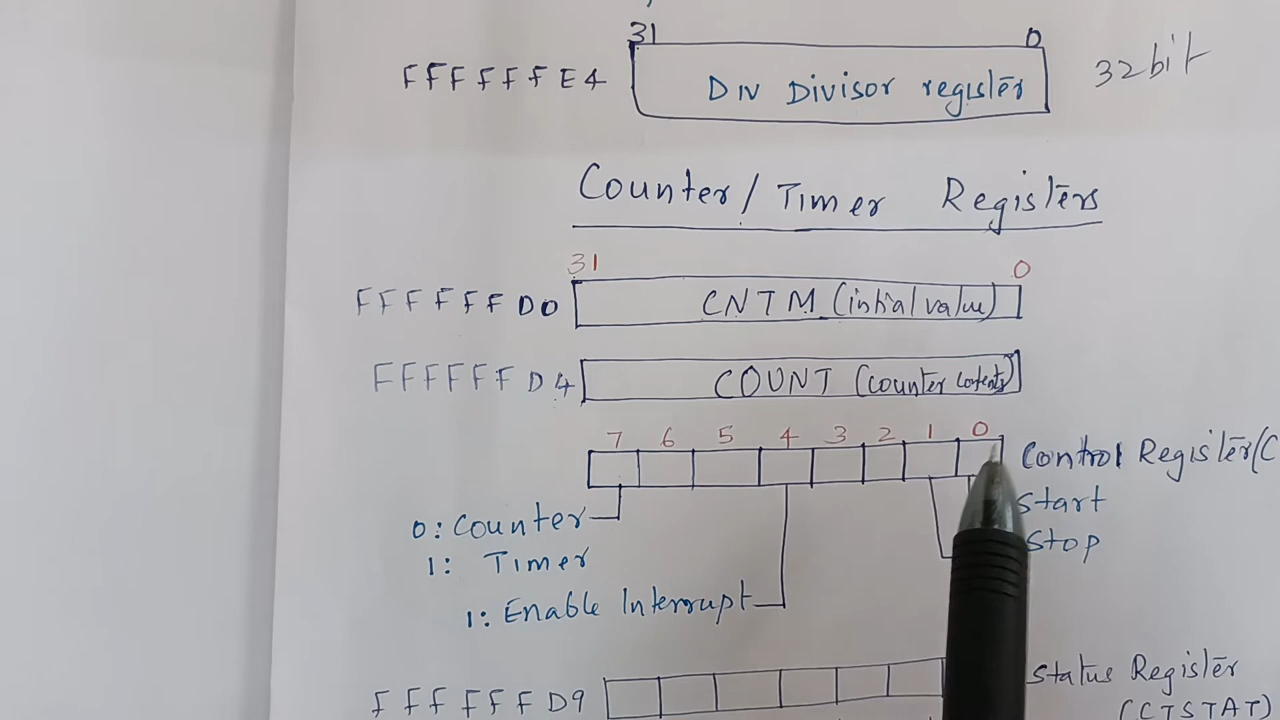 31 0
FFFFFFE4 DIV Divisor register 32bit
Counter/Timer Registers
31 0
FFFFFFD0 CNTM (initial value)
FFFFFFD4 COUNT (counter contents)
7 6 5 4 3 2 1 0
Control Register(C
0: Counter Start
1: Timer Stop
1: Enable Interrupt
FFFFFFD9 Status Register
(CTSTAT)